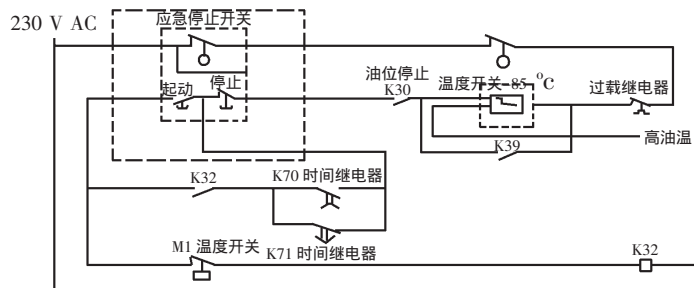 应急停止开关
230 V AC
起动
停止
油位停止
K30
温度开关 85 °C
过载继电器
高油温
K39
K32
K70 时间继电器
M1 温度开关
K71 时间继电器
K32